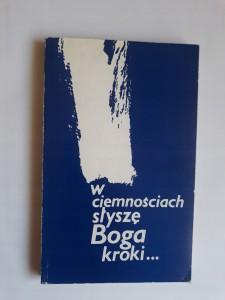 w
ciemnościach
słyszę
Boga
kroki...